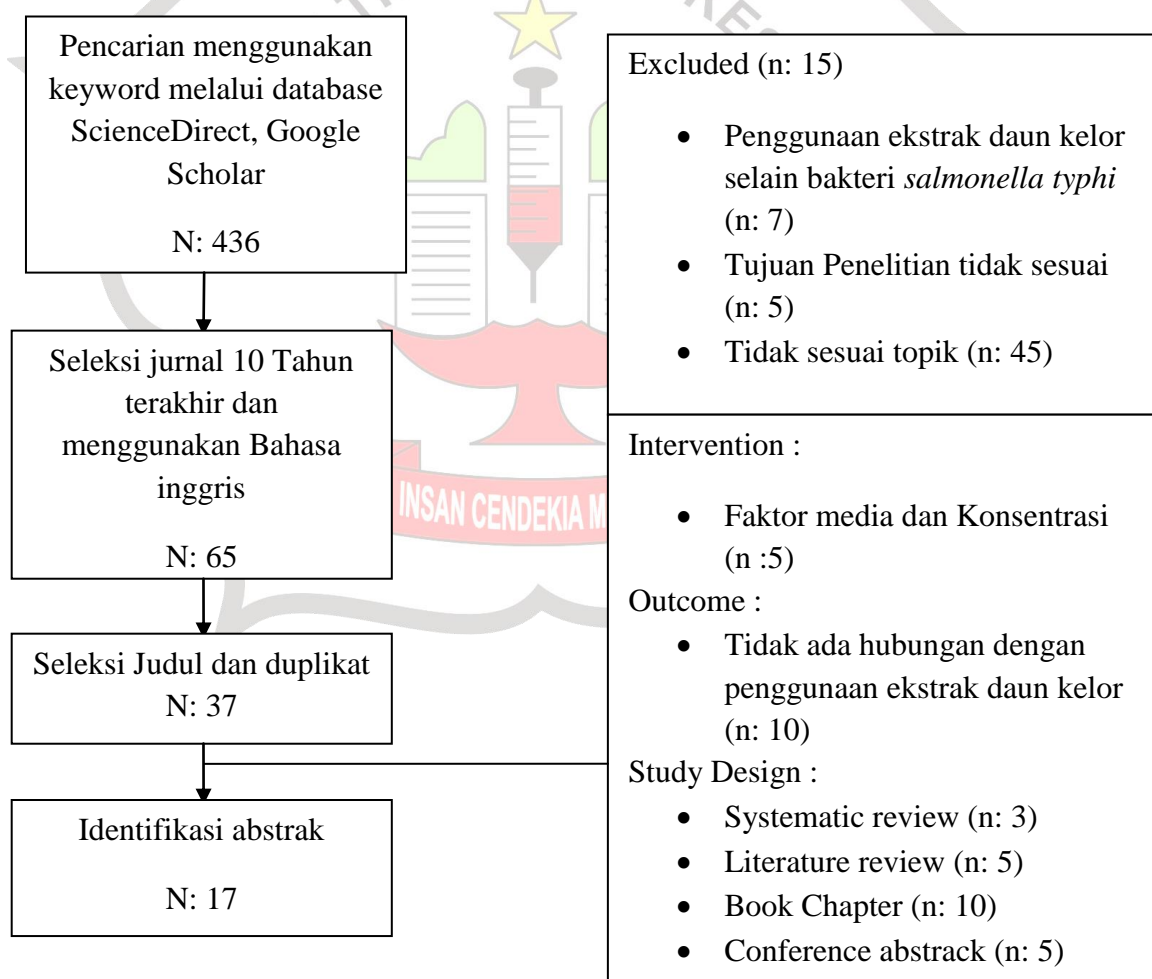 Pencarian menggunakan
keyword melalui database
ScienceDirect, Google
Scholar
N: 436
Seleksi jurnal 10 Tahun
terakhir dan
menggunakan Bahasa
inggris
N: 65
Seleksi Judul dan duplikat
N: 37
Identifikasi abstrak
N: 17
Excluded (n: 15)
• Penggunaan ekstrak daun kelor
selain bakteri salmonella typhi
(n: 7)
• Tujuan Penelitian tidak sesuai
(n: 5)
• Tidak sesuai topik (n: 45)
Intervention :
• Faktor media dan Konsentrasi
(n :5)
Outcome :
• Tidak ada hubungan dengan
penggunaan ekstrak daun kelor
(n: 10)
Study Design :
• Systematic review (n: 3)
• Literature review (n: 5)
• Book Chapter (n: 10)
• Conference abstrack (n: 5)
INSAN CENDEKIA M